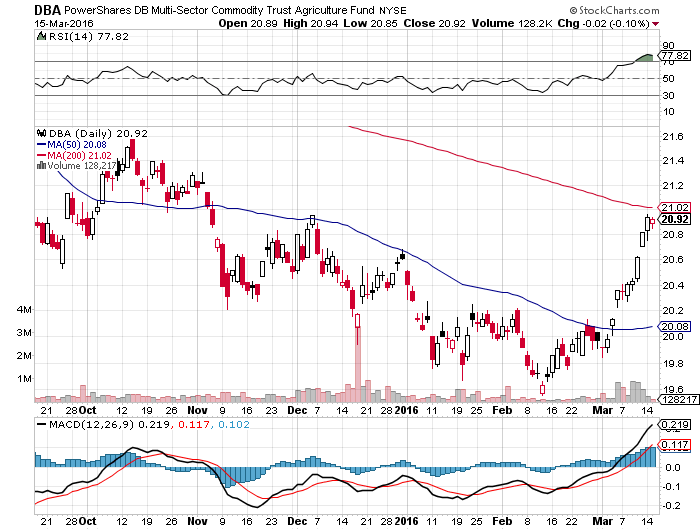 DBA PowerShares DB Multi-Sector Commodity Trust Agriculture Fund NYSE © StockCharts.com
15-Mar-2016 Open 20.89 High 20.94 Low 20.85 Close 20.92 Volume 128.2K Chg -0.02 (-0.10%)
RSI(14) 77.82
90
77.82
70
50
30
10
DBA (Daily) 20.92
MA(50) 20.08
MA(200) 21.02
Volume 128,217
21.6
21.4
21.2
21.02
20.92
20.8
20.6
20.4
20.2
20.08
20.0
19.8
19.6
4M
3M
2M
1M
128217
21 28 Oct 12 19 26 Nov 9 16 23 Dec 7 14 21 28 2016 11 19 25 Feb 8 16 22 Mar 7 14
MACD(12,26,9) 0.219, 0.117, 0.102
0.219
0.117
0.0
-0.1
-0.2
21 28 Oct 12 19 26 Nov 9 16 23 Dec 7 14 21 28 2016 11 19 25 Feb 8 16 22 Mar 7 14